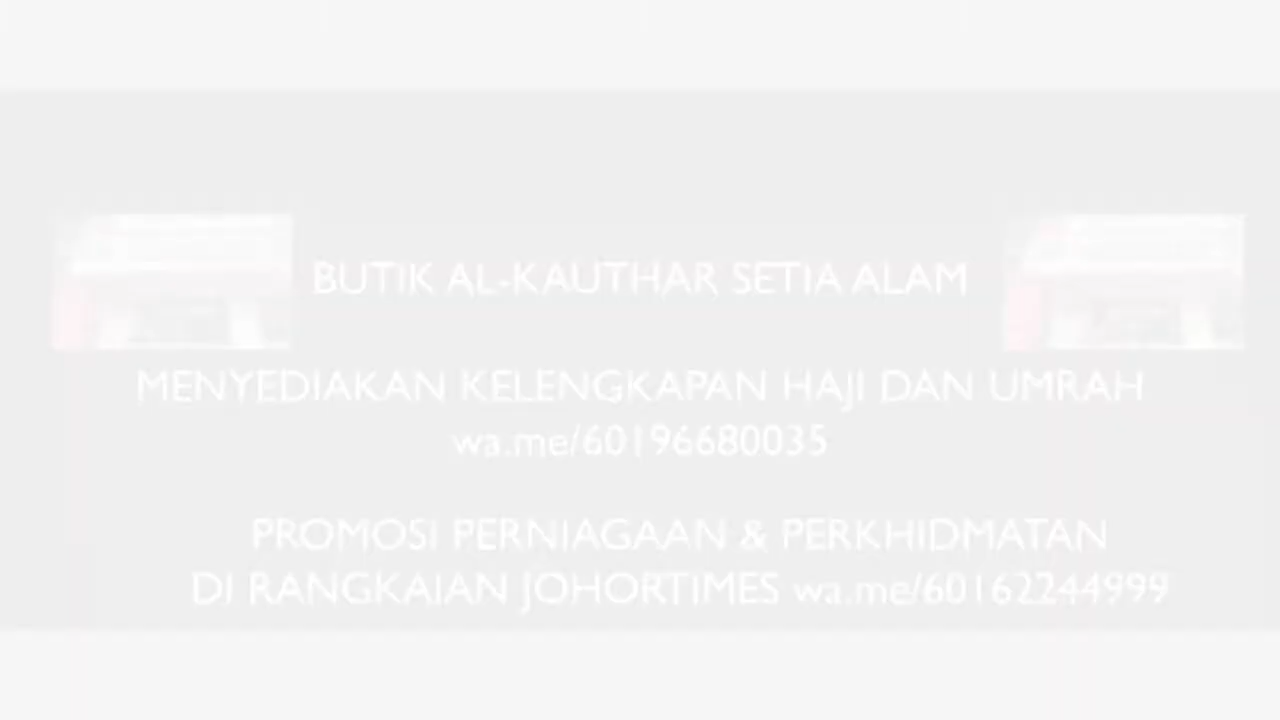 BUTIK AL-KAUTHAR SETIA ALAM
MENYEDIAKAN KELENGKAPAN HAJI DAN UMRAH
wa.me/60196680035
PROMOSI PERNIAGAAN & PERKHIDMATAN
DI RANGKAIAN JOHORTIMES wa.me/60162244999